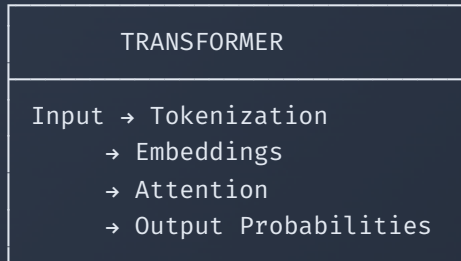 TRANSFORMER
Input → Tokenization
→ Embeddings
→ Attention
→ Output Probabilities